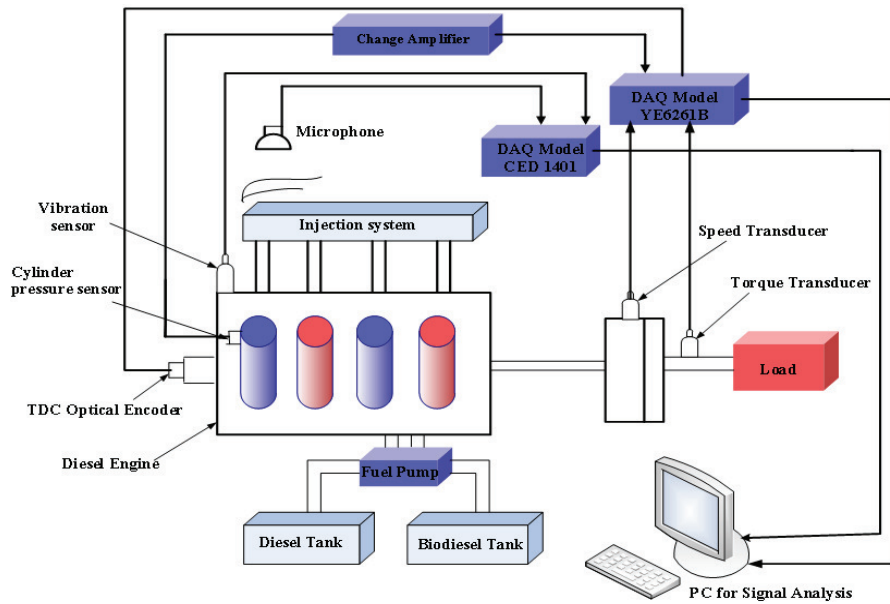 Change Amplifier
DAQ Model
YE6261B
Microphone
DAQ Model
CED 1401
Vibration
sensor
Injection system
Speed Transducer
Cylinder
pressure sensor
Torque Transducer
Load
TDC Optical Encoder
Diesel Engine
Fuel Pump
Diesel Tank
Biodiesel Tank
PC for Signal Analysis